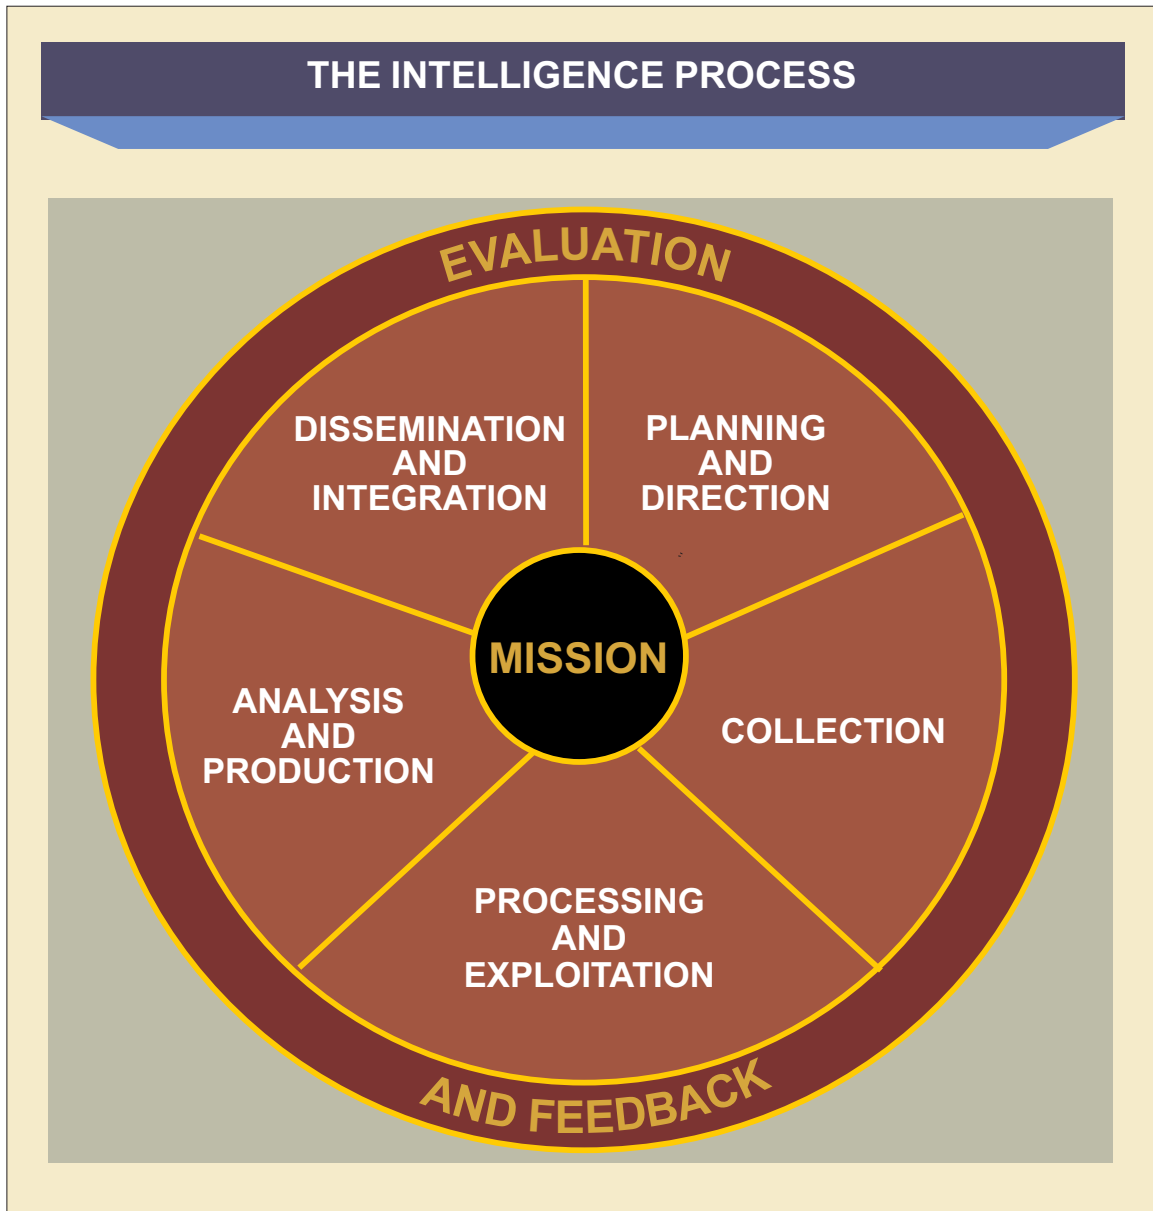 THE INTELLIGENCE PROCESS
EVALUATION
DISSEMINATION
AND
INTEGRATION
PLANNING
AND
DIRECTION
MISSION
ANALYSIS
AND
PRODUCTION
COLLECTION
PROCESSING
AND
EXPLOITATION
AND FEEDBACK